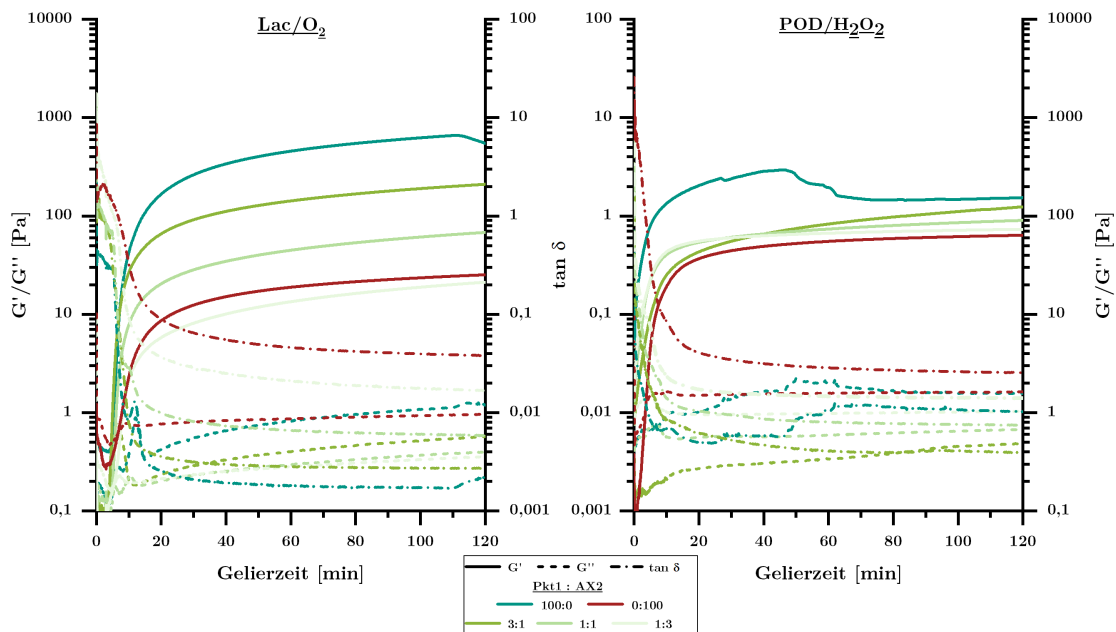 Lac/O2
POD/H2O2
10000
1000
100
10
1
0,1
G'/G'' [Pa]
100
10
1
0,1
0,01
0,001
tan δ
100
10
1
0,1
0,01
0,001
10000
1000
100
10
1
0,1
G'/G'' [Pa]
0 20 40 60 80 100 120
0 20 40 60 80 100 120
Gelierzeit [min]
Gelierzeit [min]
G' G'' tan δ
Pkt1 : AX2
100:0 0:100
3:1 1:1 1:3